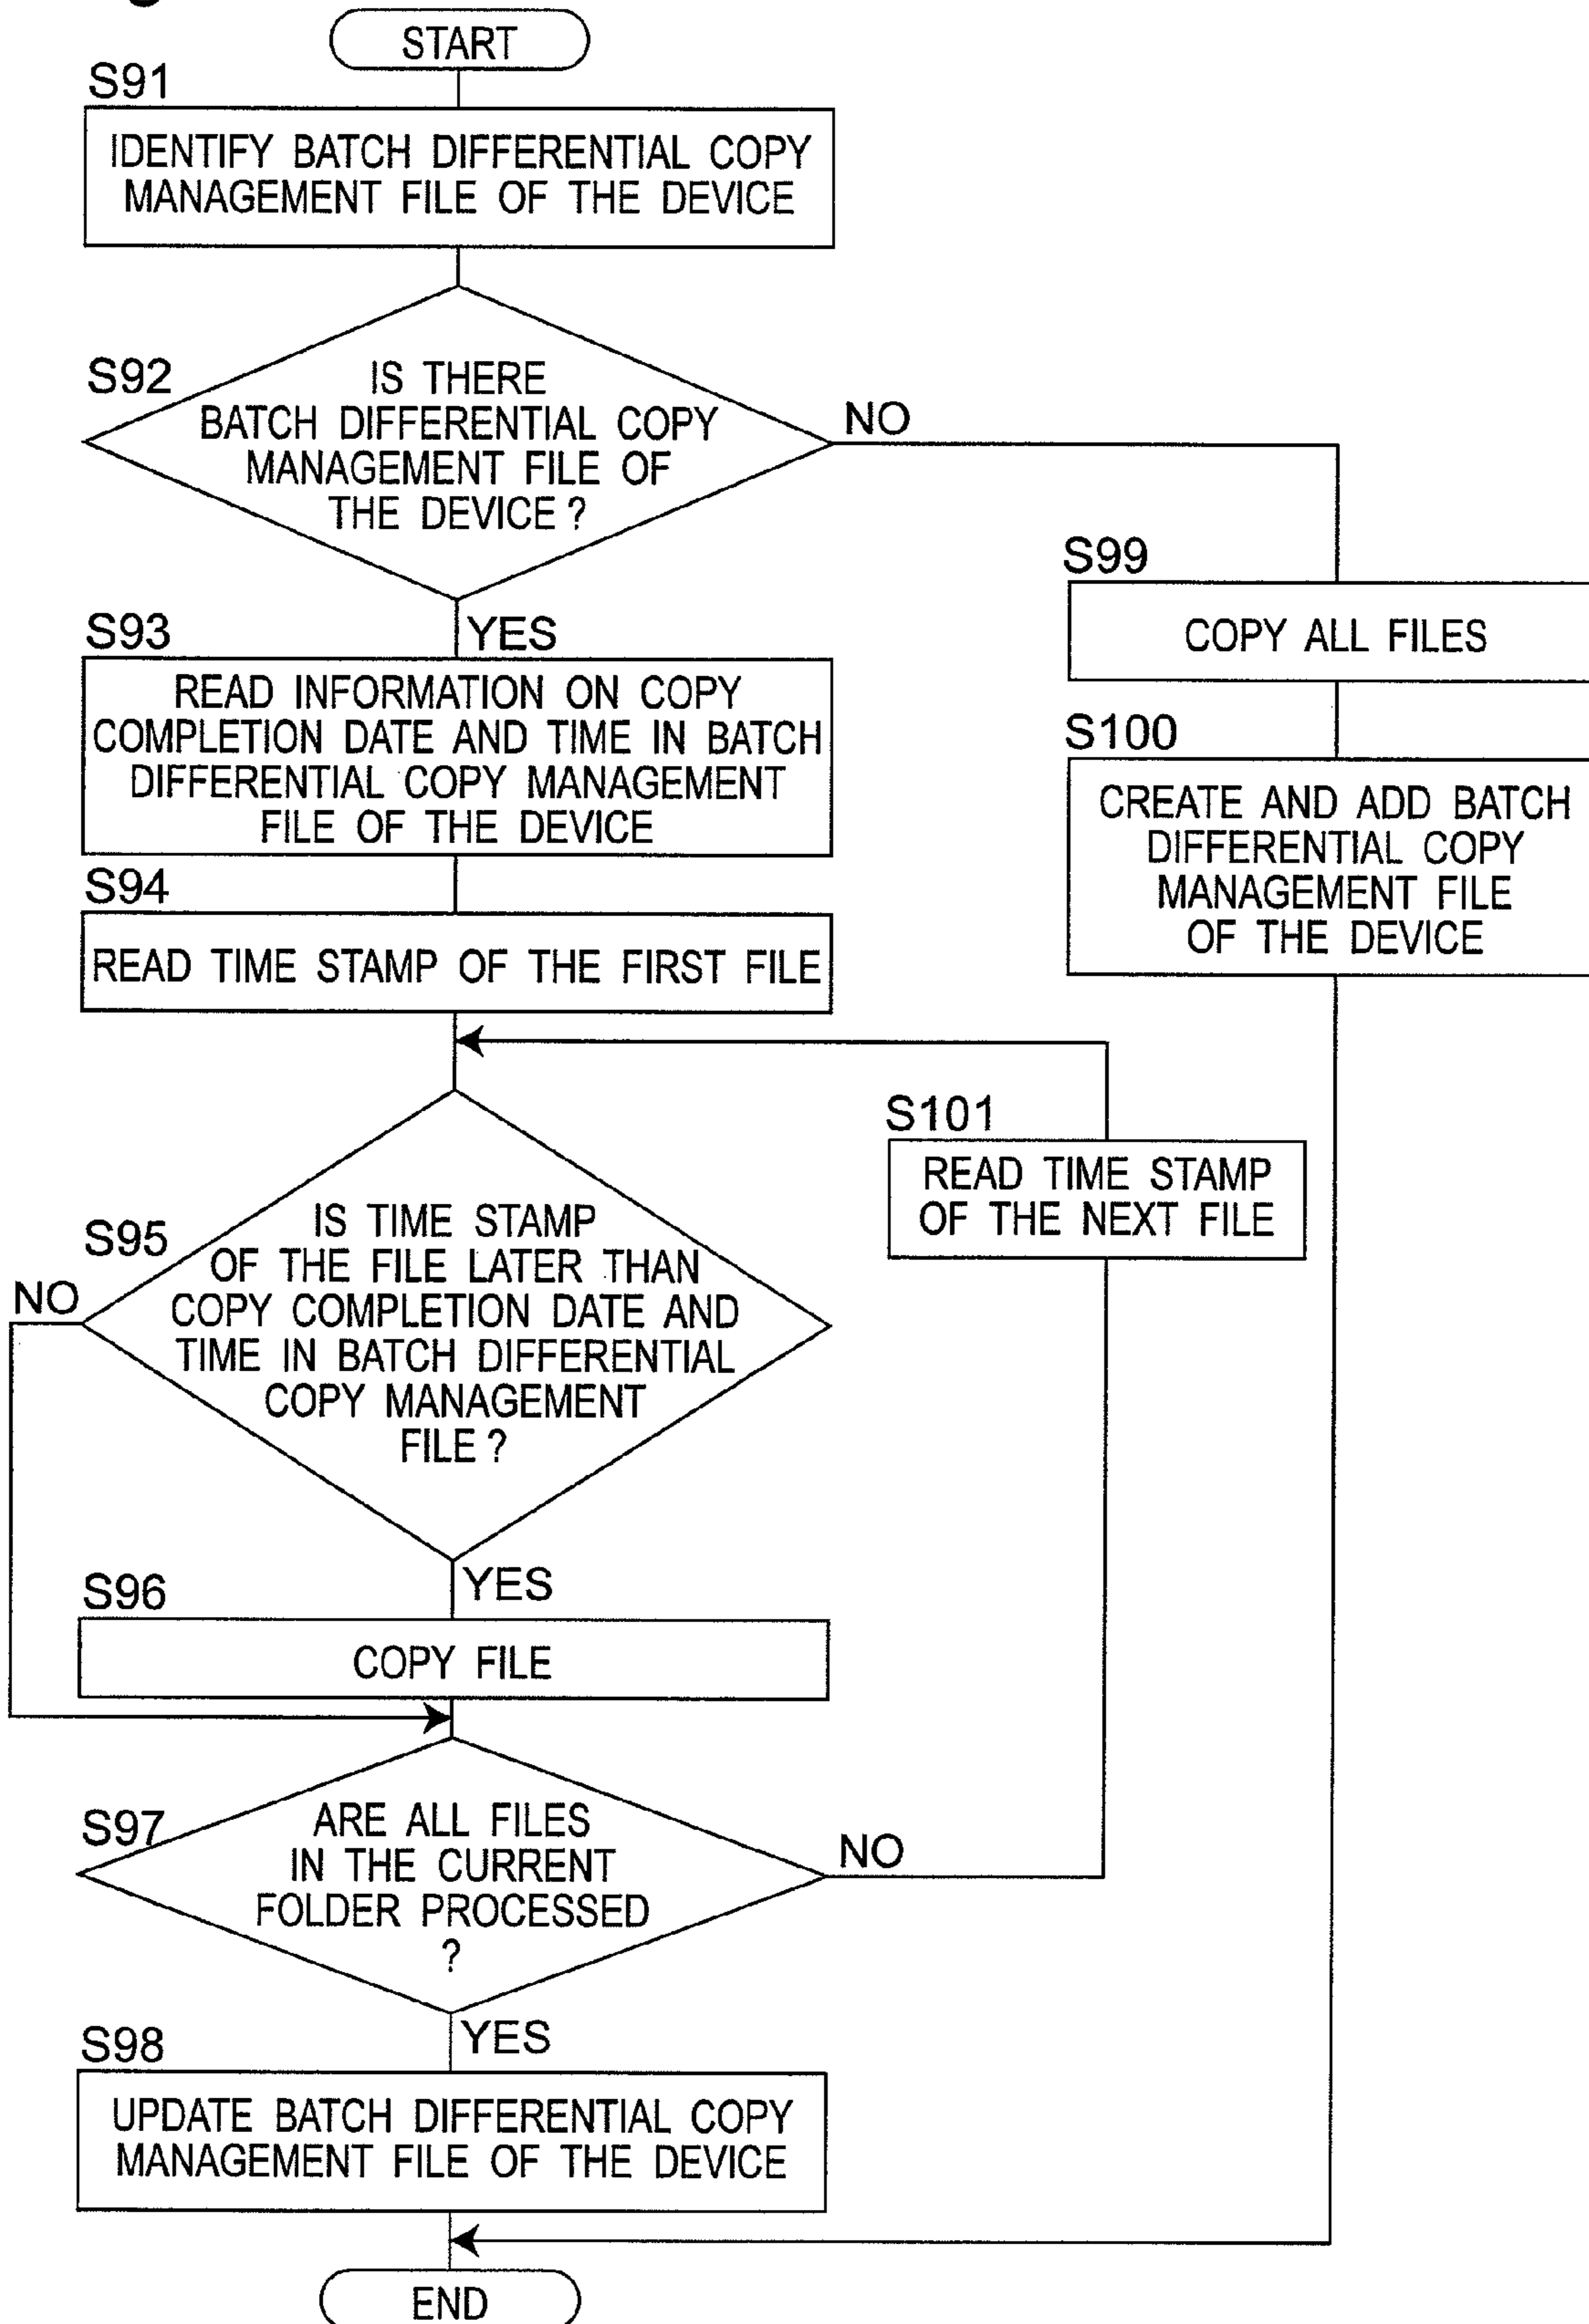 START
S91
IDENTIFY BATCH DIFFERENTIAL COPY
MANAGEMENT FILE OF THE DEVICE
S92
IS THERE
BATCH DIFFERENTIAL COPY
MANAGEMENT FILE OF
THE DEVICE ?
NO
YES
S93
READ INFORMATION ON COPY
COMPLETION DATE AND TIME IN BATCH
DIFFERENTIAL COPY MANAGEMENT
FILE OF THE DEVICE
S94
READ TIME STAMP OF THE FIRST FILE
S99
COPY ALL FILES
S100
CREATE AND ADD BATCH
DIFFERENTIAL COPY
MANAGEMENT FILE
OF THE DEVICE
S101
READ TIME STAMP
OF THE NEXT FILE
S95
IS TIME STAMP
OF THE FILE LATER THAN
COPY COMPLETION DATE AND
TIME IN BATCH DIFFERENTIAL
COPY MANAGEMENT
FILE ?
NO
YES
S96
COPY FILE
S97
ARE ALL FILES
IN THE CURRENT
FOLDER PROCESSED
?
NO
YES
S98
UPDATE BATCH DIFFERENTIAL COPY
MANAGEMENT FILE OF THE DEVICE
END